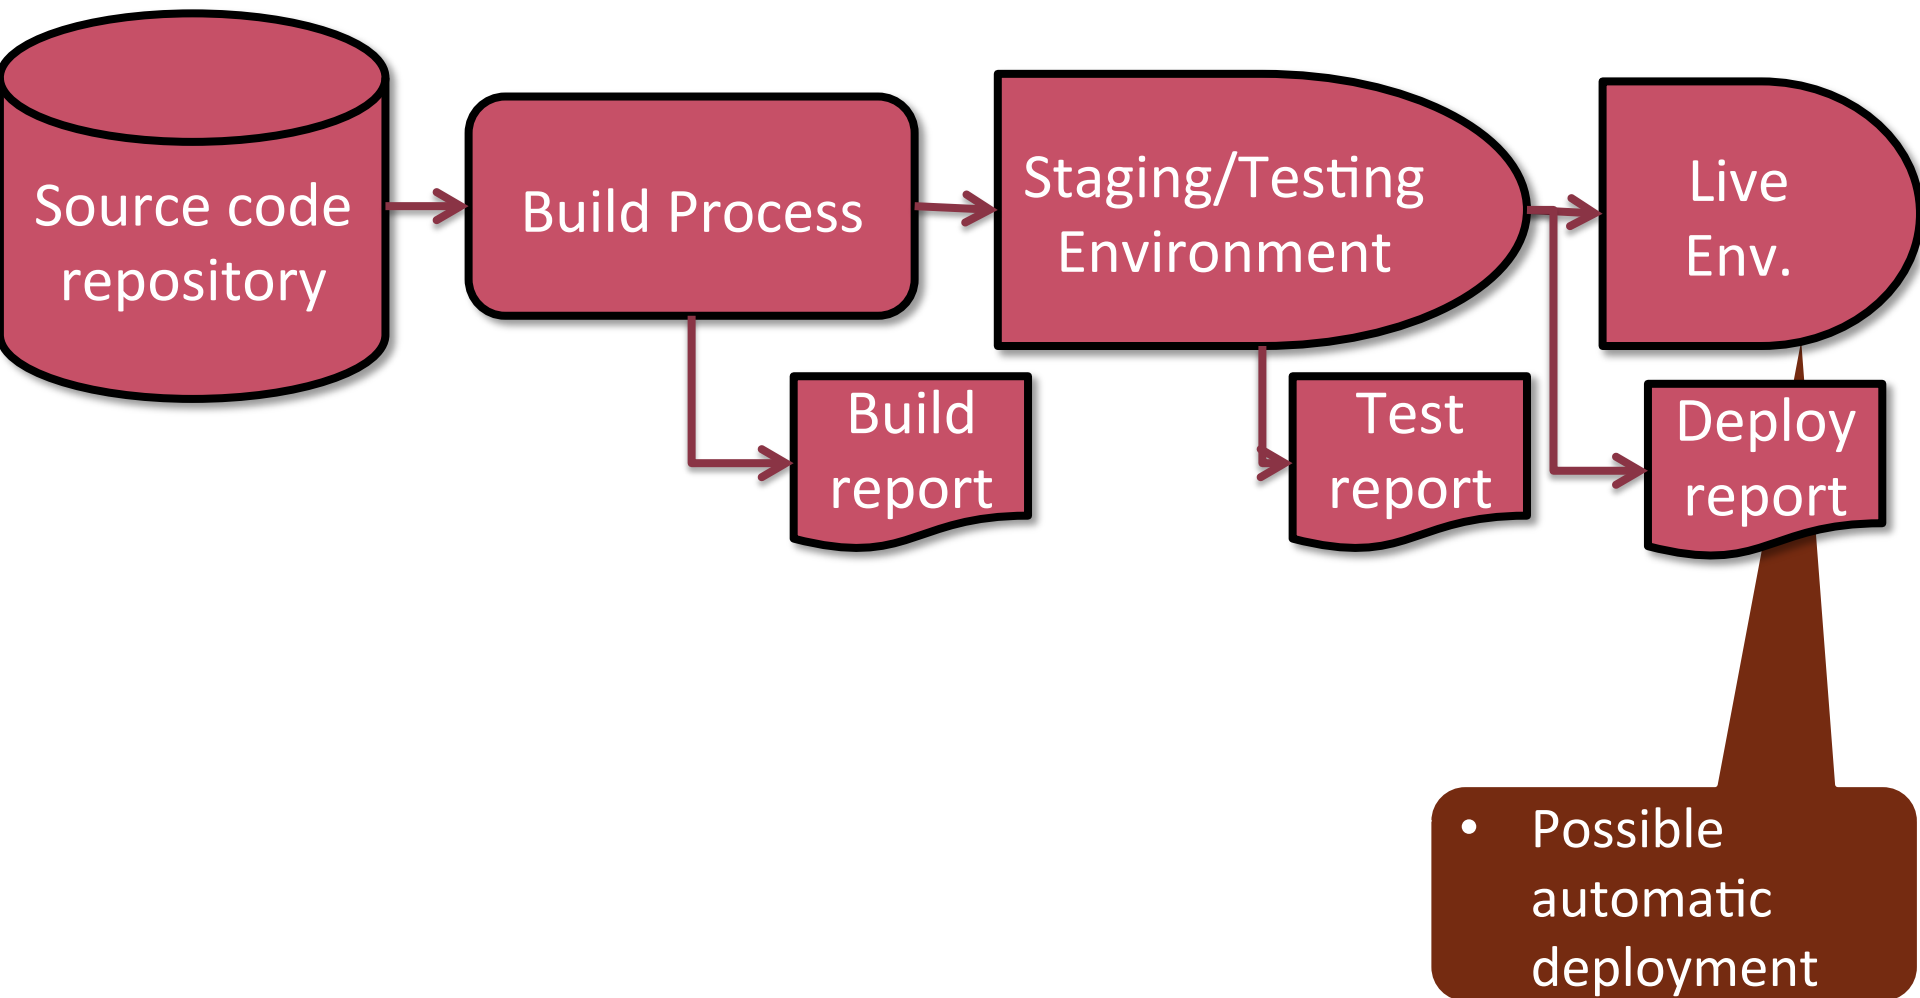 Source code
repository
Build Process
Staging/Testing
Environment
Live
Env.
Build
report
Test
report
Deploy
report
• Possible
automatic
deployment